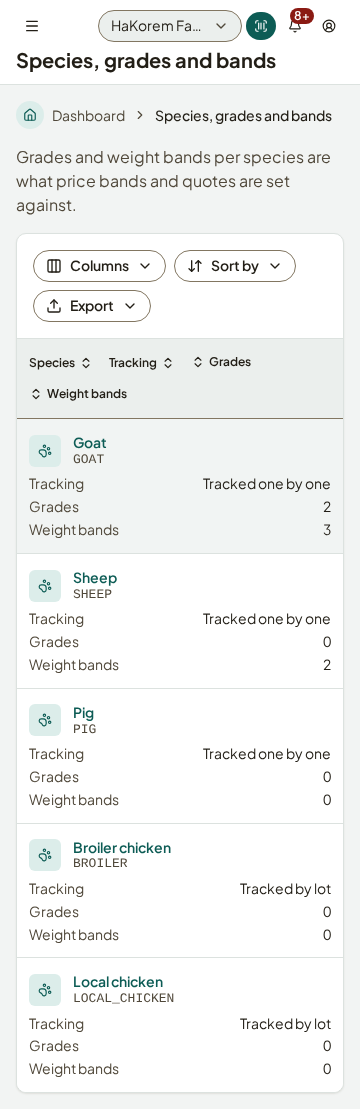 HaKorem Fa...
8+
Species, grades and bands
Dashboard
Species, grades and bands
Grades and weight bands per species are
what price bands and quotes are set
against.
Columns
Sort by
Export
Species
Tracking
Grades
Weight bands
Goat
GOAT
Tracking Tracked one by one
Grades 2
Weight bands 3
Sheep
SHEEP
Tracking Tracked one by one
Grades 0
Weight bands 2
Pig
PIG
Tracking Tracked one by one
Grades 0
Weight bands 0
Broiler chicken
BROILER
Tracking Tracked by lot
Grades 0
Weight bands 0
Local chicken
LOCAL_CHICKEN
Tracking Tracked by lot
Grades 0
Weight bands 0